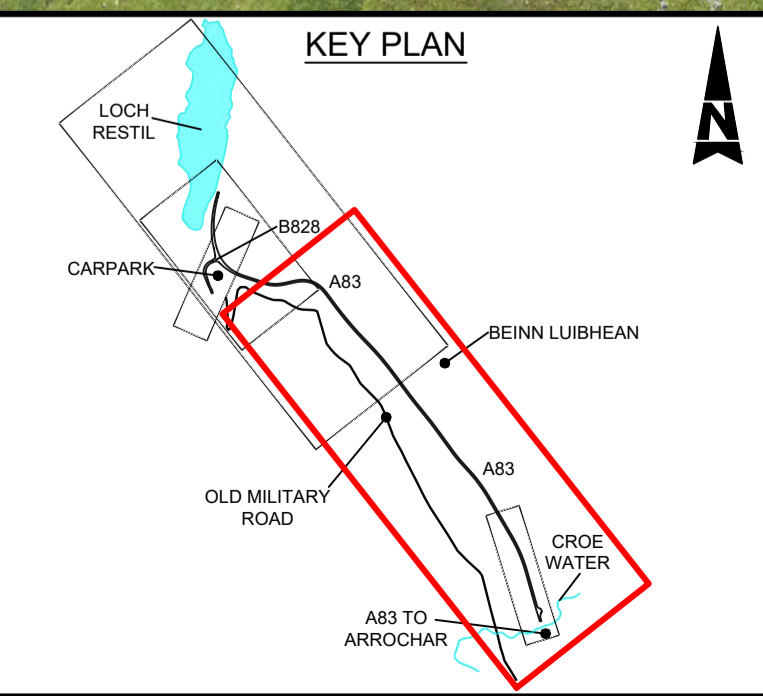 KEY PLAN
N
LOCH
RESTIL
B828
CARPARK
A83
BEINN LUIBHEAN
OLD MILITARY
ROAD
A83
CROE
WATER
A83 TO
ARROCHAR